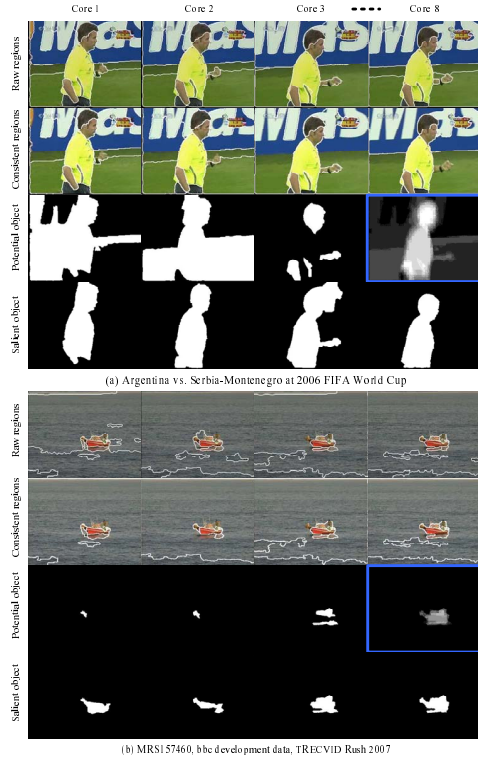 Core 1 Core 2 Core 3 Core 8
Raw regions
Consistent regions
Potential object
Salient object
(a) Argentina vs. Serbia-Montenegro at 2006 FIFA World Cup
Raw regions
Consistent regions
Potential object
Salient object
(b) MRS157460, bbc development data, TRECVID Rush 2007